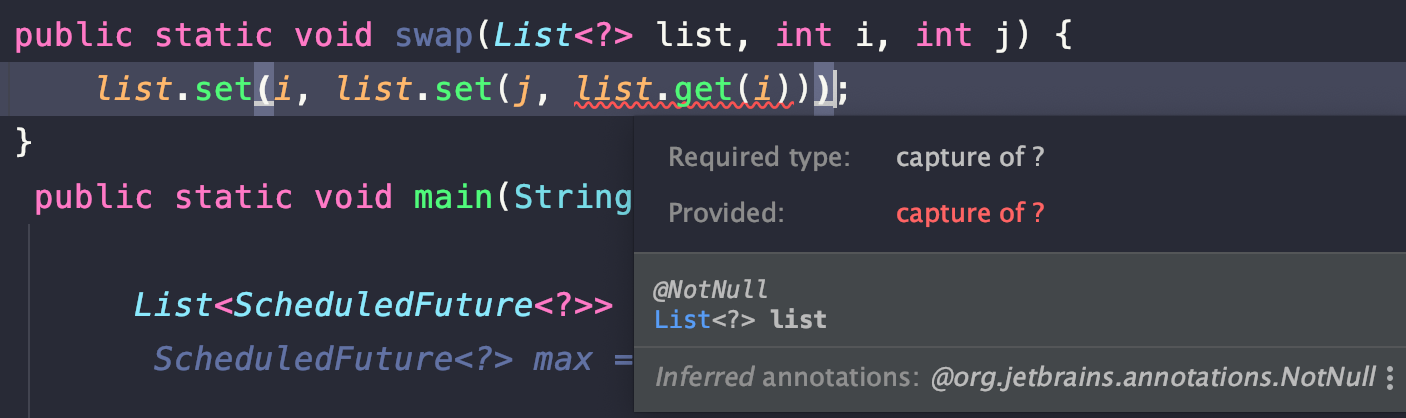 public static void swap(List<?> list, int i, int j) {
list.set(i, list.set(j, list.get(i)));
}
public static void main(String
List<ScheduledFuture<?>>
ScheduledFuture<?> max =
Required type: capture of ?
Provided: capture of ?
@NotNull
List<?> list
Inferred annotations: @org.jetbrains.annotations.NotNull